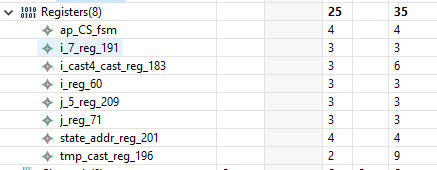 Registers(8) 25 35
ap_CS_fsm 4 4
i_7_reg_191 3 3
i_cast4_cast_reg_183 3 6
i_reg_60 3 3
j_5_reg_209 3 3
j_reg_71 3 3
state_addr_reg_201 4 4
tmp_cast_reg_196 2 9